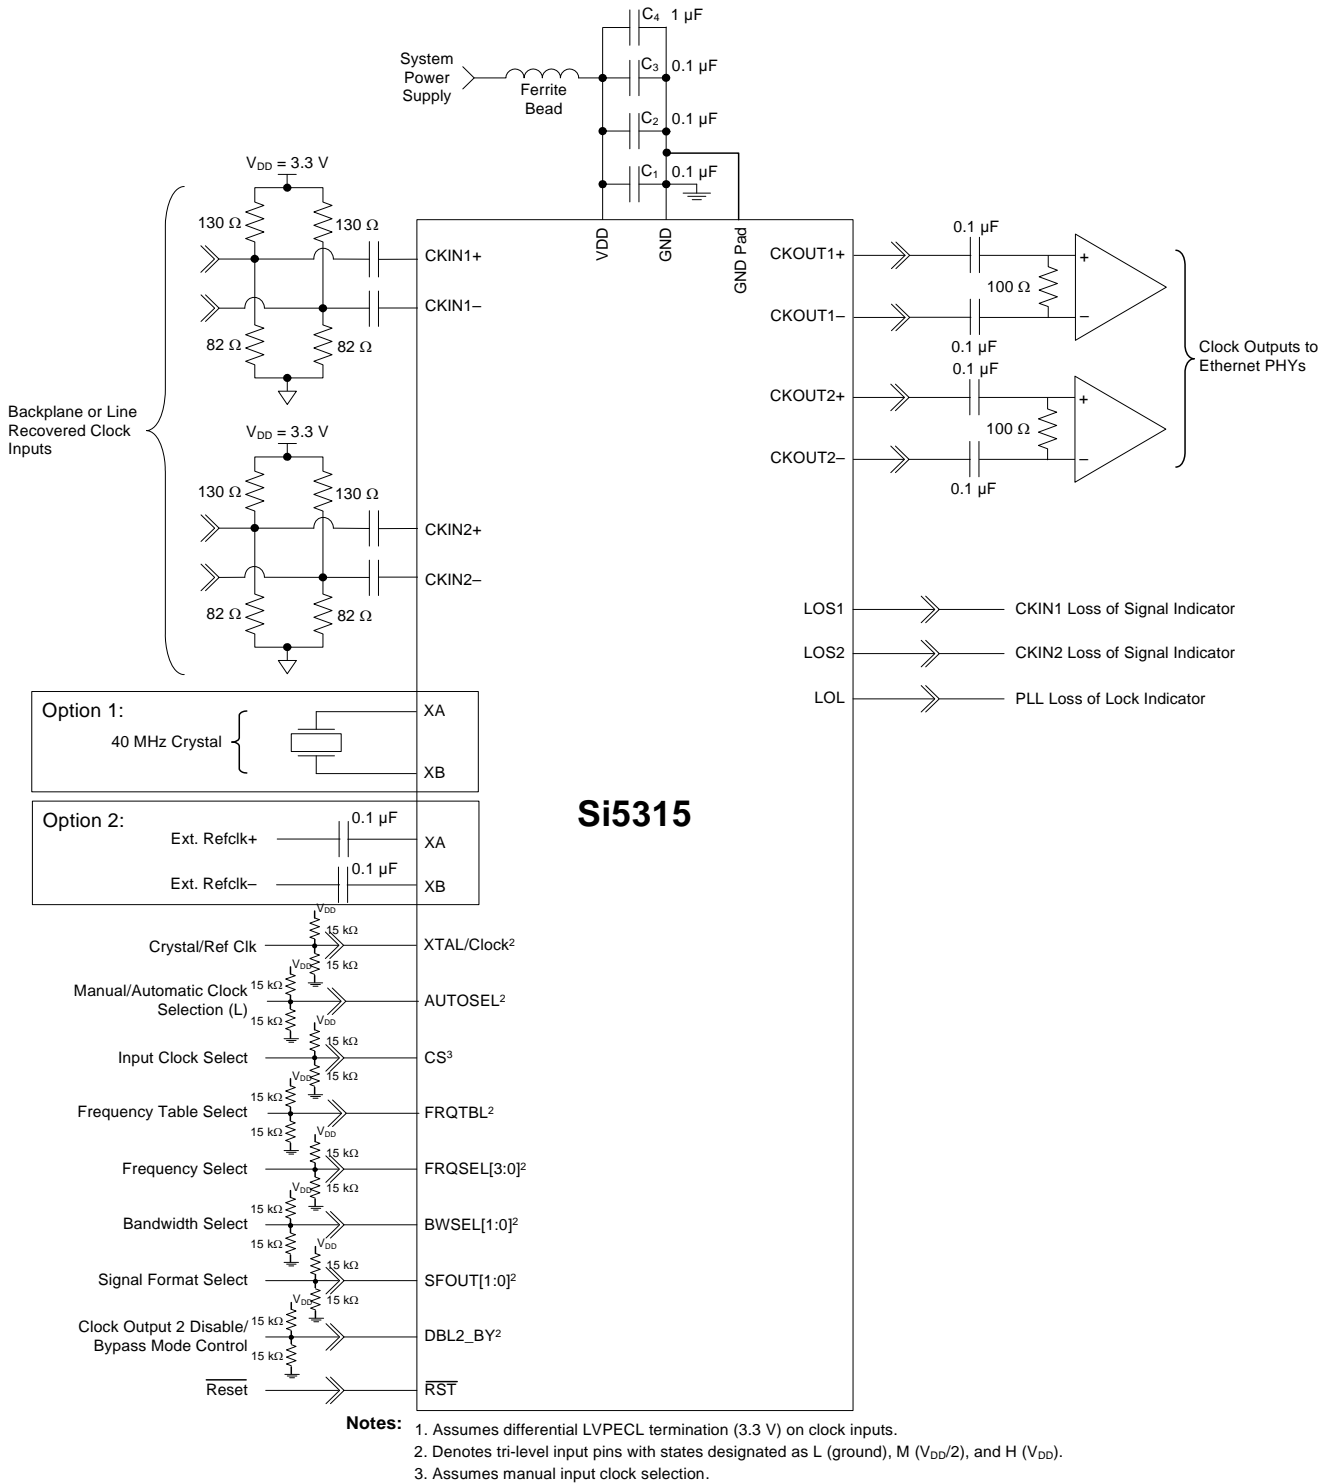 C4 1 µF
System
Power
Supply
Ferrite
Bead
C3 0.1 µF
C2 0.1 µF
C1 0.1 µF
VDD = 3.3 V
130 Ω
130 Ω
82 Ω
82 Ω
CKIN1+
CKIN1–
VDD
GND
GND Pad
CKOUT1+
CKOUT1–
0.1 µF
100 Ω
+
–
0.1 µF
0.1 µF
CKOUT2+
CKOUT2–
100 Ω
+
–
0.1 µF
Clock Outputs to
Ethernet PHYs
Backplane or Line
Recovered Clock
Inputs
VDD = 3.3 V
130 Ω
130 Ω
82 Ω
82 Ω
CKIN2+
CKIN2–
LOS1 CKIN1 Loss of Signal Indicator
LOS2 CKIN2 Loss of Signal Indicator
LOL PLL Loss of Lock Indicator
Option 1:
40 MHz Crystal
XA
XB
Si5315
Option 2:
Ext. Refclk+ 0.1 µF XA
Ext. Refclk– 0.1 µF XB
VDD
15 kΩ
Crystal/Ref Clk XTAL/Clock2
15 kΩ
VDD
15 kΩ
Manual/Automatic Clock
Selection (L)
AUTOSEL2
15 kΩ
VDD
15 kΩ
Input Clock Select CS3
15 kΩ
VDD
15 kΩ
Frequency Table Select FRQTBL2
15 kΩ
VDD
15 kΩ
Frequency Select FRQSEL[3:0]2
15 kΩ
VDD
15 kΩ
Bandwidth Select BWSEL[1:0]2
15 kΩ
VDD
15 kΩ
Signal Format Select SFOUT[1:0]2
15 kΩ
VDD
15 kΩ
Clock Output 2 Disable/
Bypass Mode Control
DBL2_BY2
15 kΩ
Reset RST
Notes: 1. Assumes differential LVPECL termination (3.3 V) on clock inputs.
2. Denotes tri-level input pins with states designated as L (ground), M (VDD/2), and H (VDD).
3. Assumes manual input clock selection.